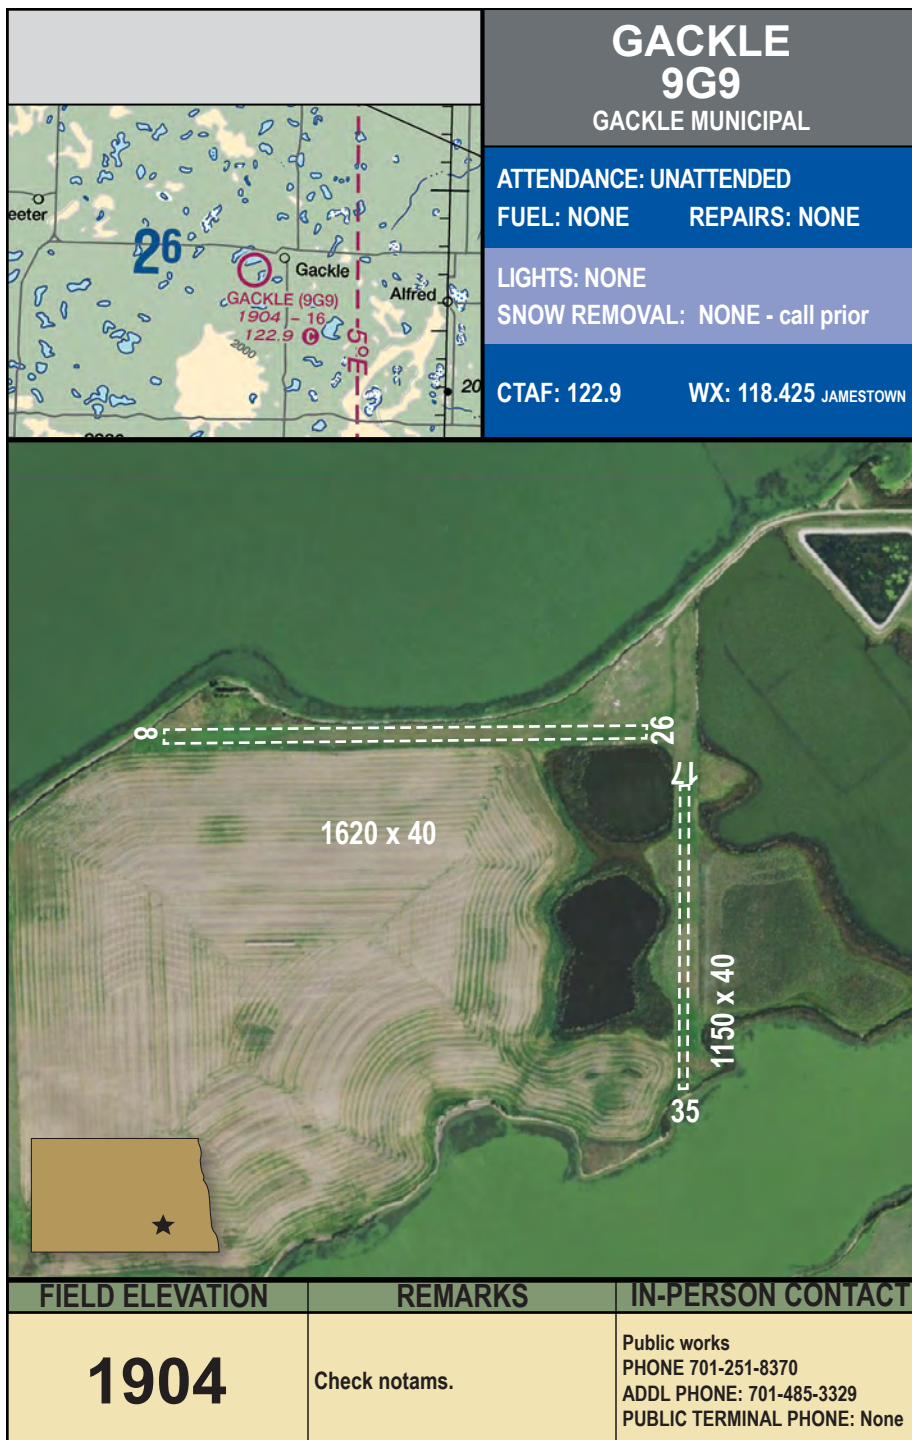 GACKLE
9G9
GACKLE MUNICIPAL
ATTENDANCE: UNATTENDED
FUEL: NONE REPAIRS: NONE
LIGHTS: NONE
SNOW REMOVAL: NONE - call prior
CTAF: 122.9 WX: 118.425 JAMESTOWN
eeter
26
Gackle
GACKLE (9G9)
1904 - 16
122.9 C
2000
Alfred
5°E
20
8
26
17
1620 x 40
1150 x 40
35
FIELD ELEVATION
1904
REMARKS
Check notams.
IN-PERSON CONTACT
Public works
PHONE 701-251-8370
ADDL PHONE: 701-485-3329
PUBLIC TERMINAL PHONE: None